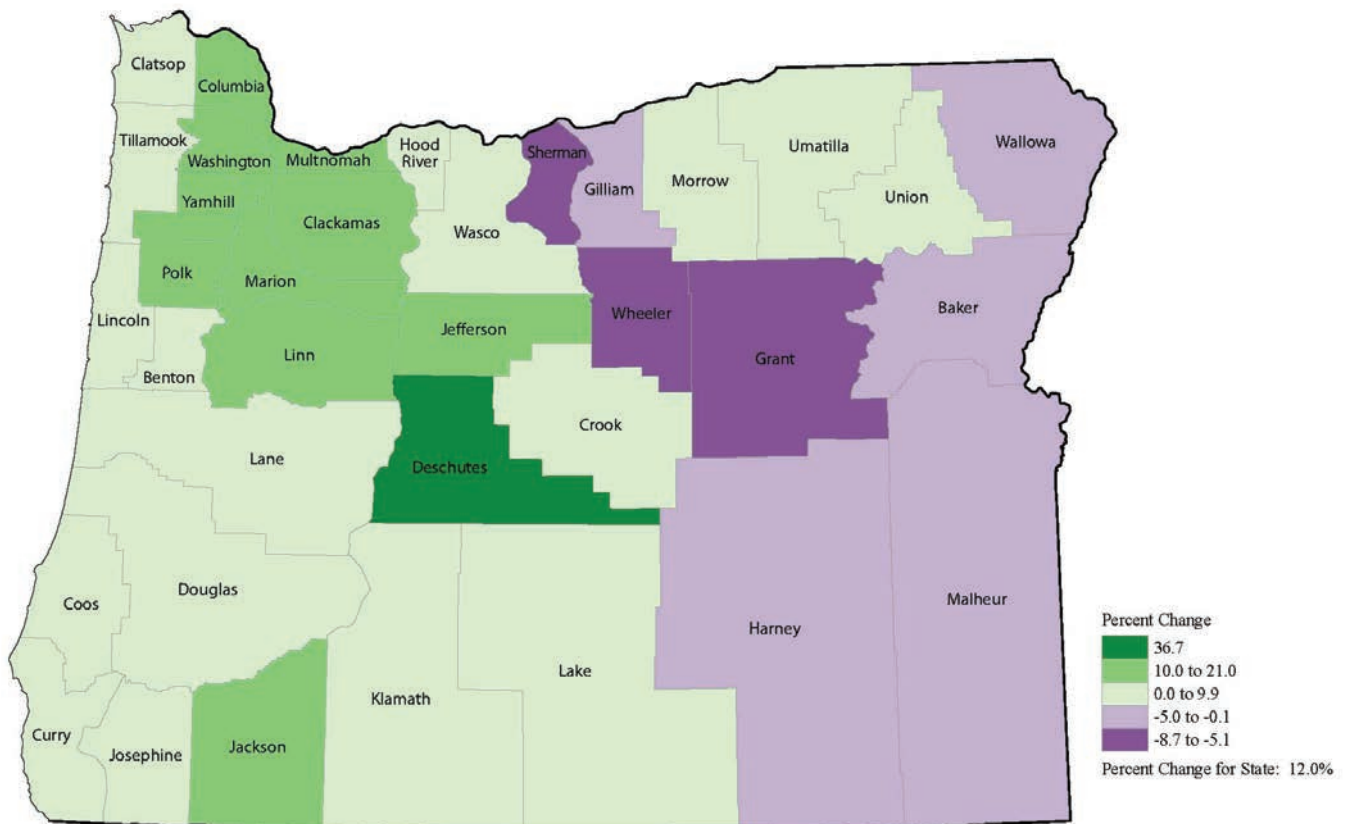 Clatsop
Columbia
Tillamook
Washington
Multnomah
Hood
River
Sherman
Umatilla
Wallowa
Gilliam
Morrow
Union
Yamhill
Clackamas
Wasco
Polk
Marion
Lincoln
Jefferson
Wheeler
Baker
Linn
Grant
Benton
Crook
Lane
Deschutes
Douglas
Coos
Harney
Malheur
Lake
Klamath
Curry
Josephine
Jackson
Percent Change
36.7
10.0 to 21.0
0.0 to 9.9
-5.0 to -0.1
-8.7 to -5.1
Percent Change for State: 12.0%